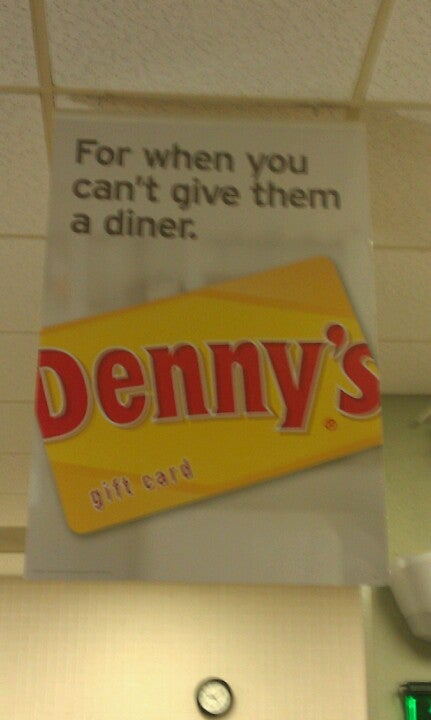 For when you
can't give them
a diner.
Denny's®
gift card